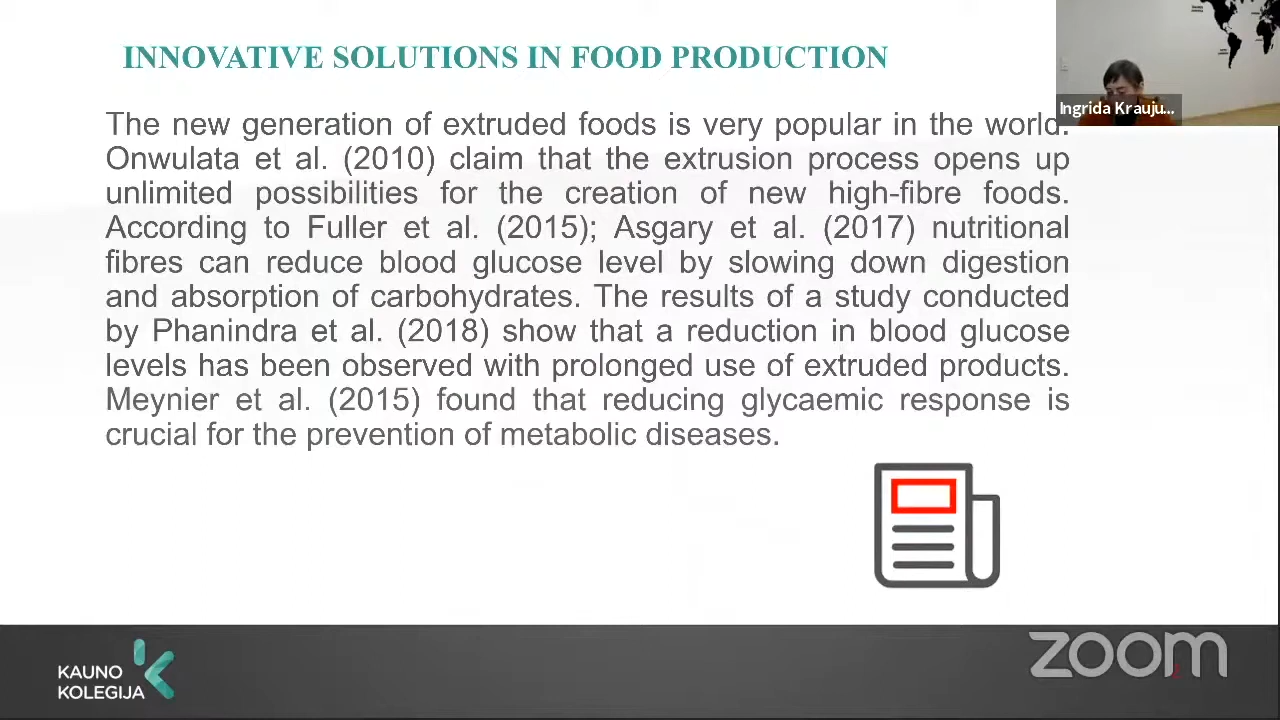 INNOVATIVE SOLUTIONS IN FOOD PRODUCTION
Ingrida Krauju...
The new generation of extruded foods is very popular in the world.
Onwulata et al. (2010) claim that the extrusion process opens up
unlimited possibilities for the creation of new high-fibre foods.
According to Fuller et al. (2015); Asgary et al. (2017) nutritional
fibres can reduce blood glucose level by slowing down digestion
and absorption of carbohydrates. The results of a study conducted
by Phanindra et al. (2018) show that a reduction in blood glucose
levels has been observed with prolonged use of extruded products.
Meynier et al. (2015) found that reducing glycaemic response is
crucial for the prevention of metabolic diseases.
KAUNO
KOLEGIJA
zoom